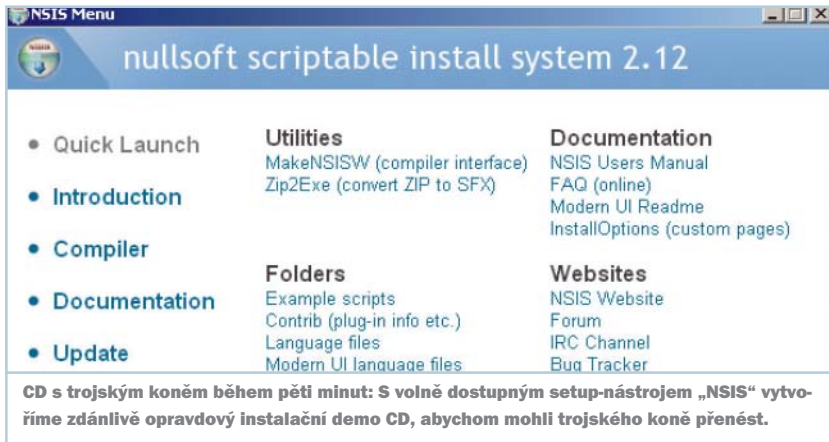 NSIS Menu
nullsoft scriptable install system 2.12
Quick Launch
Introduction
Compiler
Documentation
Update
Utilities
MakeNSISW (compiler interface)
Zip2Exe (convert ZIP to SFX)
Documentation
NSIS Users Manual
FAQ (online)
Modern UI Readme
InstallOptions (custom pages)
Folders
Example scripts
Contrib (plug-in info etc.)
Language files
Modern UI language files
Websites
NSIS Website
Forum
IRC Channel
Bug Tracker
CD s trojským koněm během pěti minut: S volně dostupným setup-nástrojem „NSIS“ vytvo-
říme zdánlivě opravdový instalační demo CD, abychom mohli trojského koně přenést.